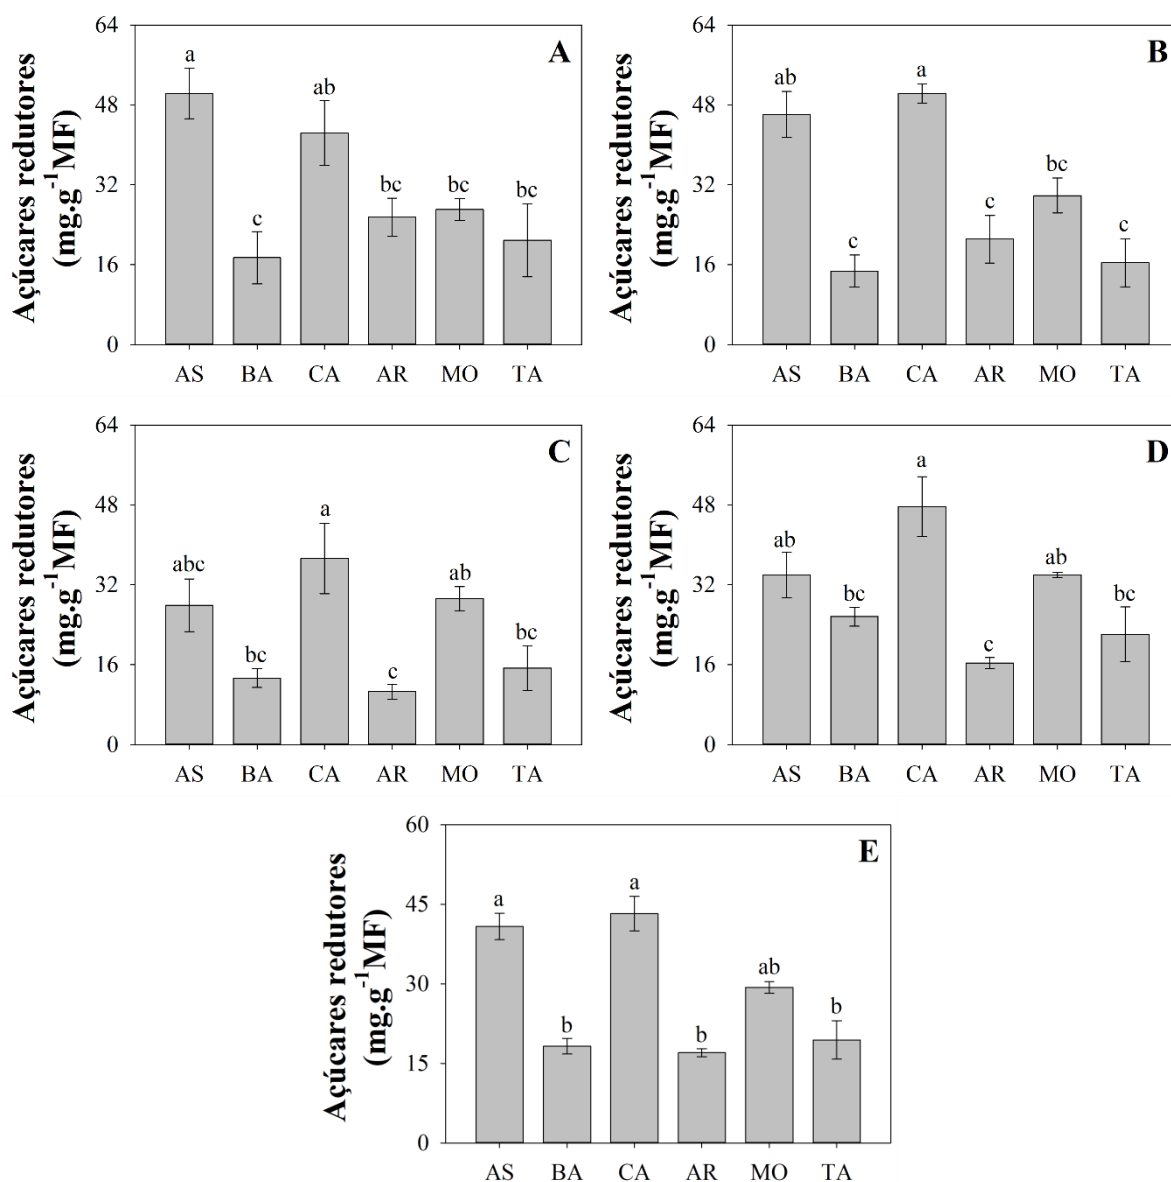 Açúcares redutores
(mg.g⁻¹MF)
64
48
32
16
0
a
c
ab
bc
bc
bc
A
AS BA CA AR MO TA
Açúcares redutores
(mg.g⁻¹MF)
64
48
32
16
0
ab
c
a
c
bc
c
B
AS BA CA AR MO TA
Açúcares redutores
(mg.g⁻¹MF)
64
48
32
16
0
abc
bc
a
c
ab
bc
C
AS BA CA AR MO TA
Açúcares redutores
(mg.g⁻¹MF)
64
48
32
16
0
ab
bc
a
c
ab
bc
D
AS BA CA AR MO TA
Açúcares redutores
(mg.g⁻¹MF)
60
45
30
15
0
a
b
a
b
ab
b
E
AS BA CA AR MO TA